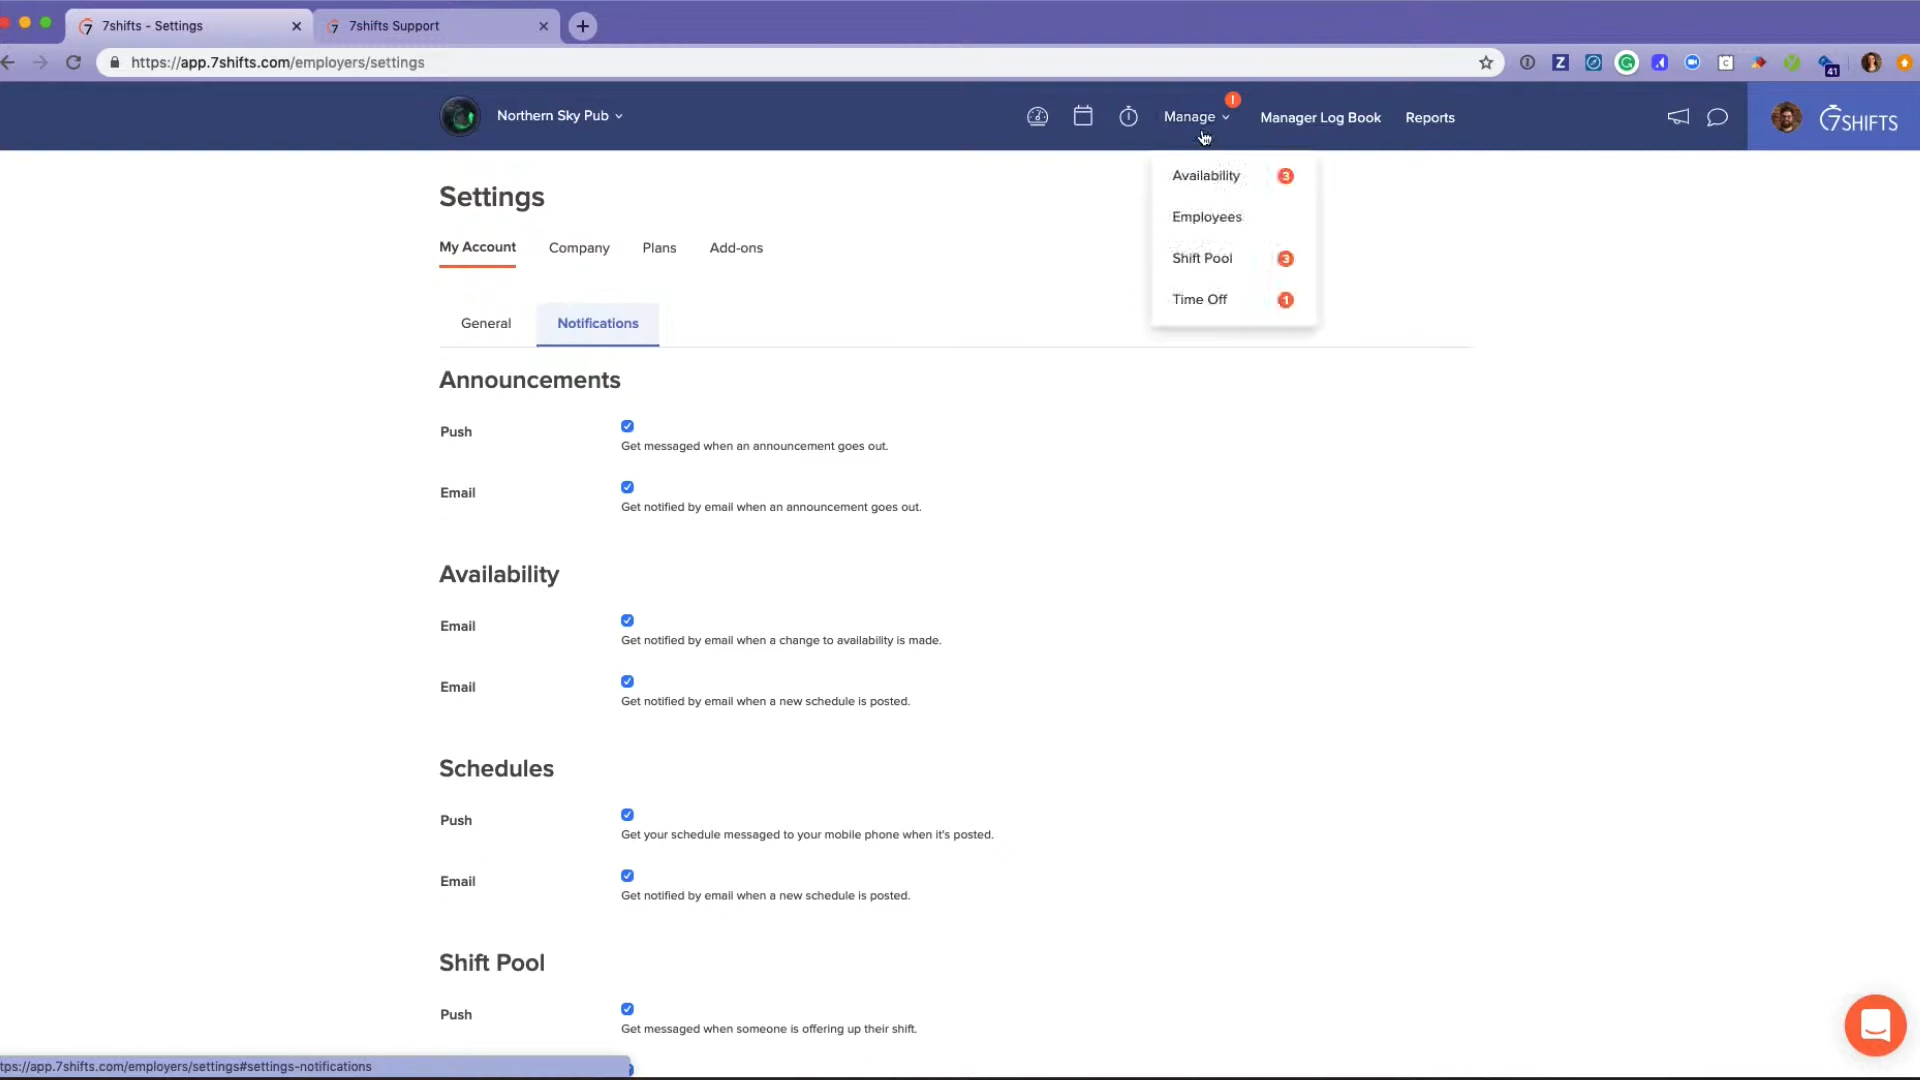 7shifts - Settings
7shifts Support
https://app.7shifts.com/employers/settings
41
Northern Sky Pub
Manage
Manager Log Book
Reports
7SHIFTS
Availability 3
Employees
Shift Pool 3
Time Off 1
Settings
My Account Company Plans Add-ons
General Notifications
Announcements
Push
Get messaged when an announcement goes out.
Email
Get notified by email when an announcement goes out.
Availability
Email
Get notified by email when a change to availability is made.
Email
Get notified by email when a new schedule is posted.
Schedules
Push
Get your schedule messaged to your mobile phone when it's posted.
Email
Get notified by email when a new schedule is posted.
Shift Pool
Push
Get messaged when someone is offering up their shift.
tps://app.7shifts.com/employers/settings#settings-notifications